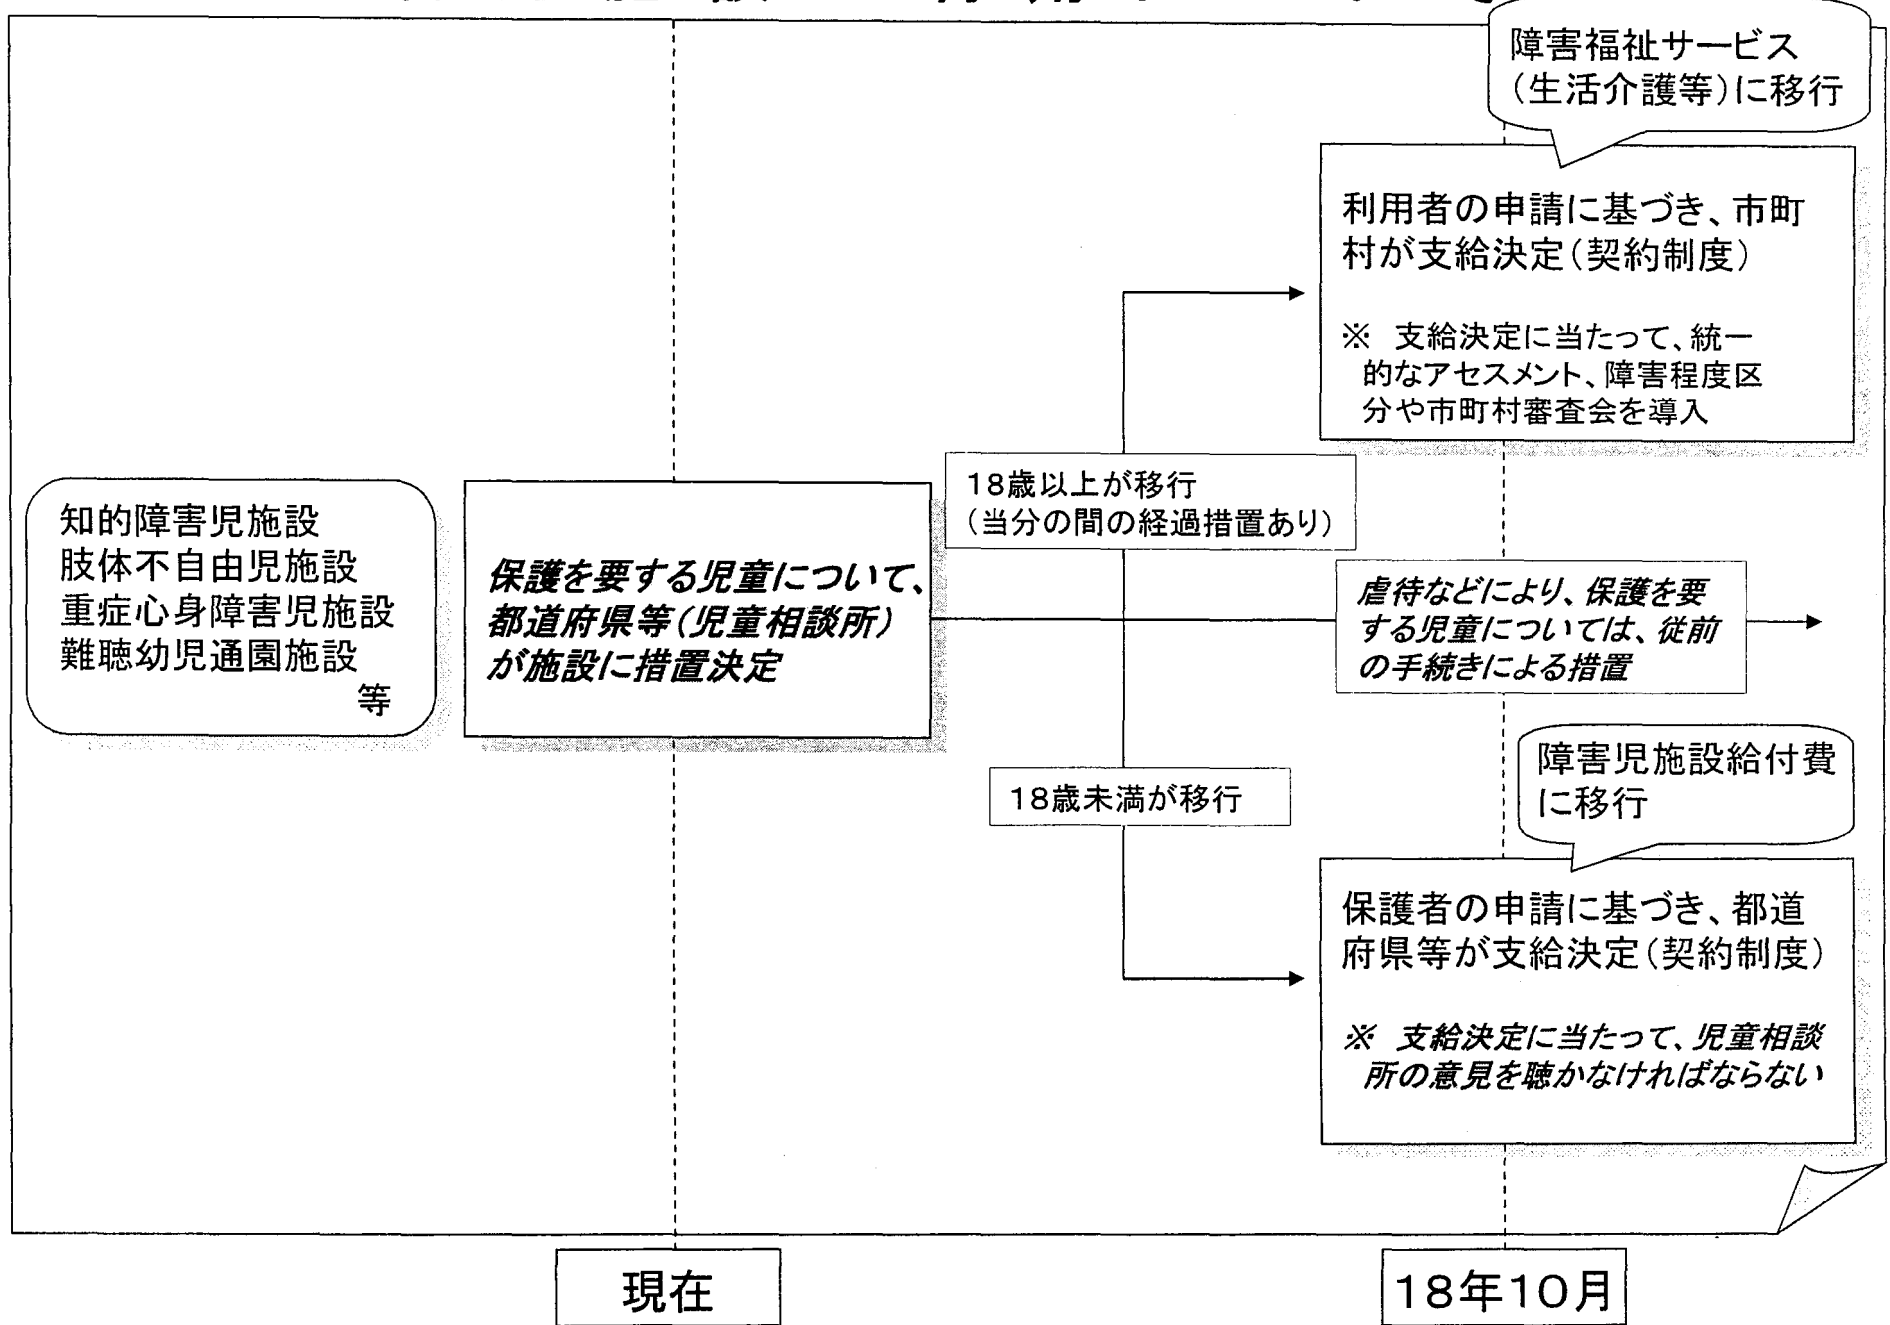 障害福祉サービス
（生活介護等）に移行
利用者の申請に基づき、市町
村が支給決定（契約制度）
※　支給決定に当たって、統一
的なアセスメント、障害程度区
分や市町村審査会を導入
18歳以上が移行
（当分の間の経過措置あり）
知的障害児施設
肢体不自由児施設
重症心身障害児施設
難聴幼児通園施設
等
保護を要する児童について、
都道府県等（児童相談所）
が施設に措置決定
虐待などにより、保護を要
する児童については、従前
の手続きによる措置
18歳未満が移行
障害児施設給付費
に移行
保護者の申請に基づき、都道
府県等が支給決定（契約制度）
※　支給決定に当たって、児童相談
所の意見を聴かなければならない
現在
18年10月